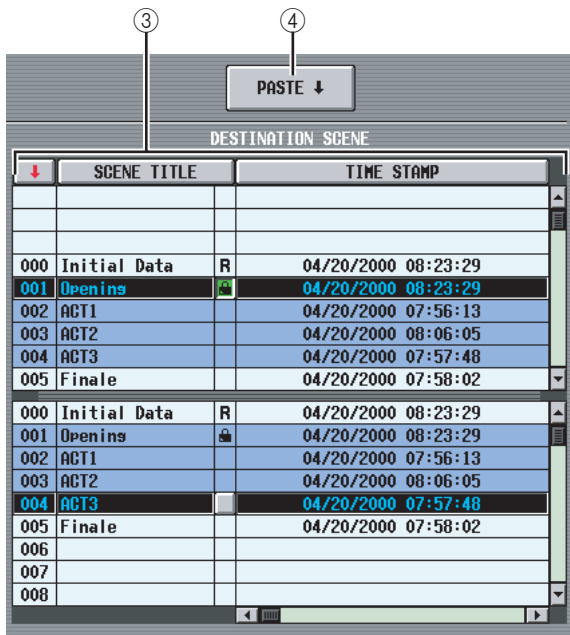 ③ ④
PASTE ↓
DESTINATION SCENE
↓ SCENE TITLE TIME STAMP
000 Initial Data R 04/20/2000 08:23:29
001 Opening 04/20/2000 08:23:29
002 ACT1 04/20/2000 07:56:13
003 ACT2 04/20/2000 08:06:05
004 ACT3 04/20/2000 07:57:48
005 Finale 04/20/2000 07:58:02
000 Initial Data R 04/20/2000 08:23:29
001 Opening 04/20/2000 08:23:29
002 ACT1 04/20/2000 07:56:13
003 ACT2 04/20/2000 08:06:05
004 ACT3 04/20/2000 07:57:48
005 Finale 04/20/2000 07:58:02
006
007
008